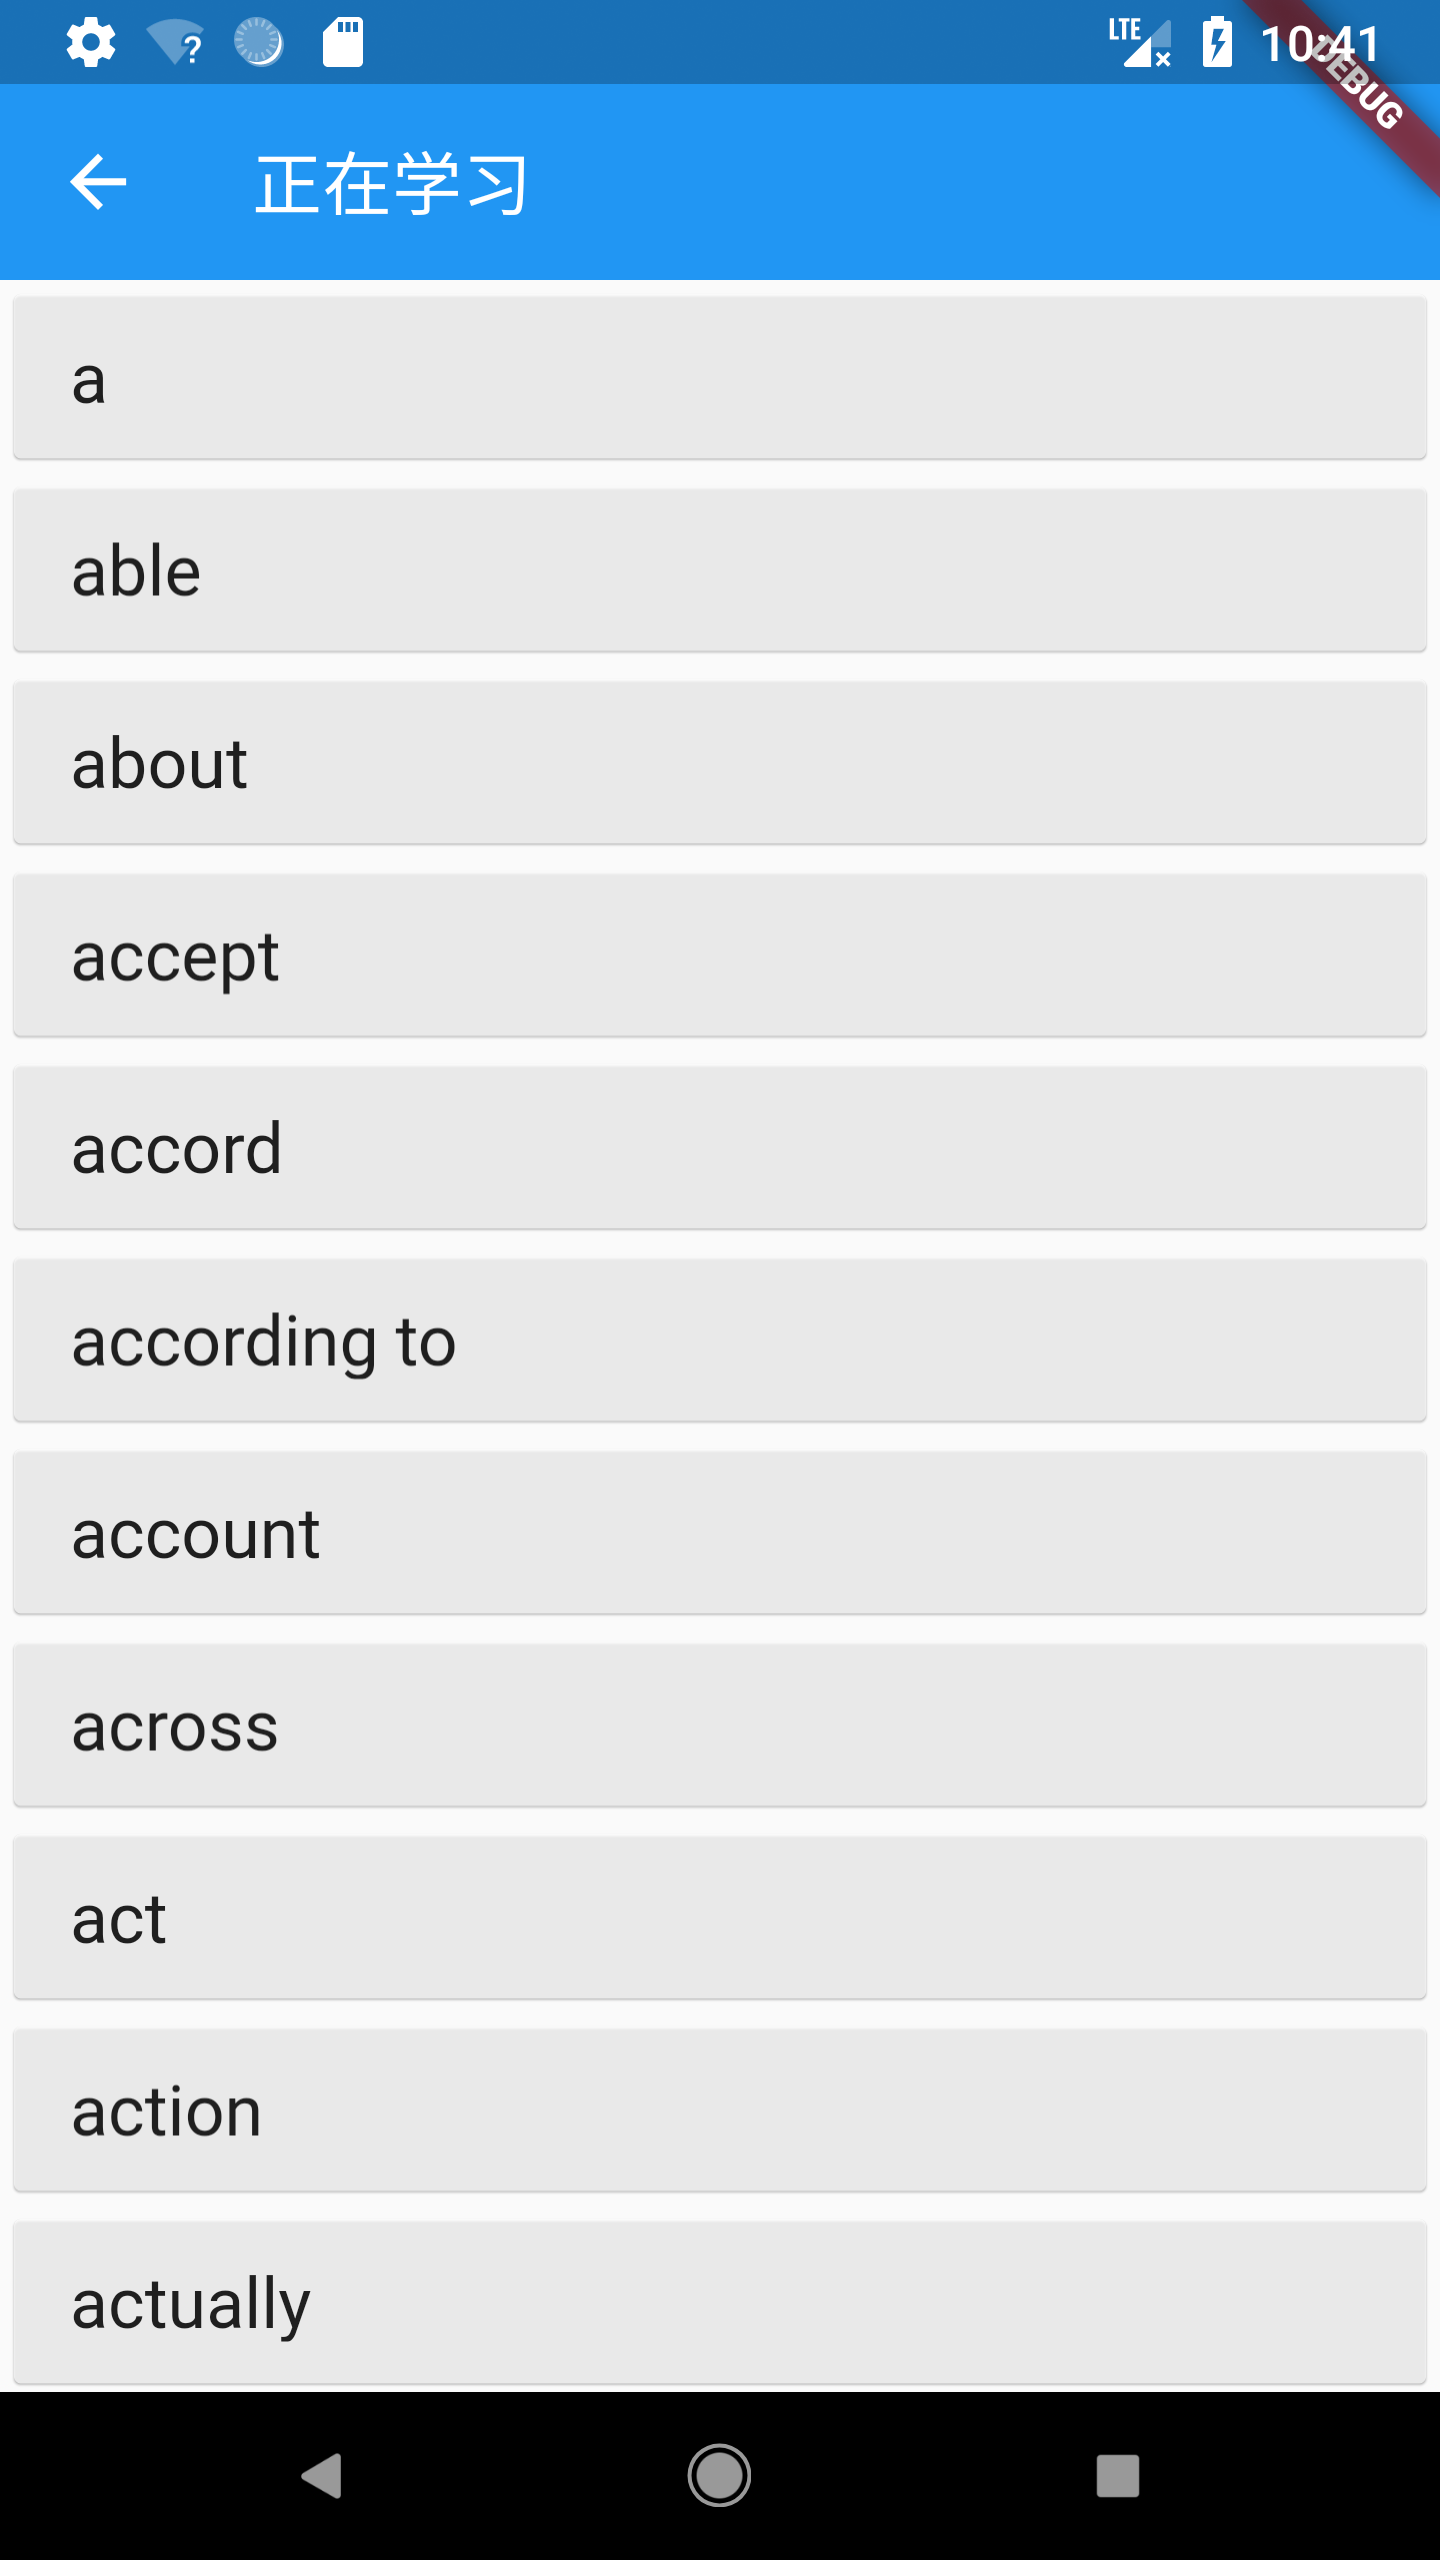 LTE 10:41
DEBUG
正在学习
a
able
about
accept
accord
according to
account
across
act
action
actually